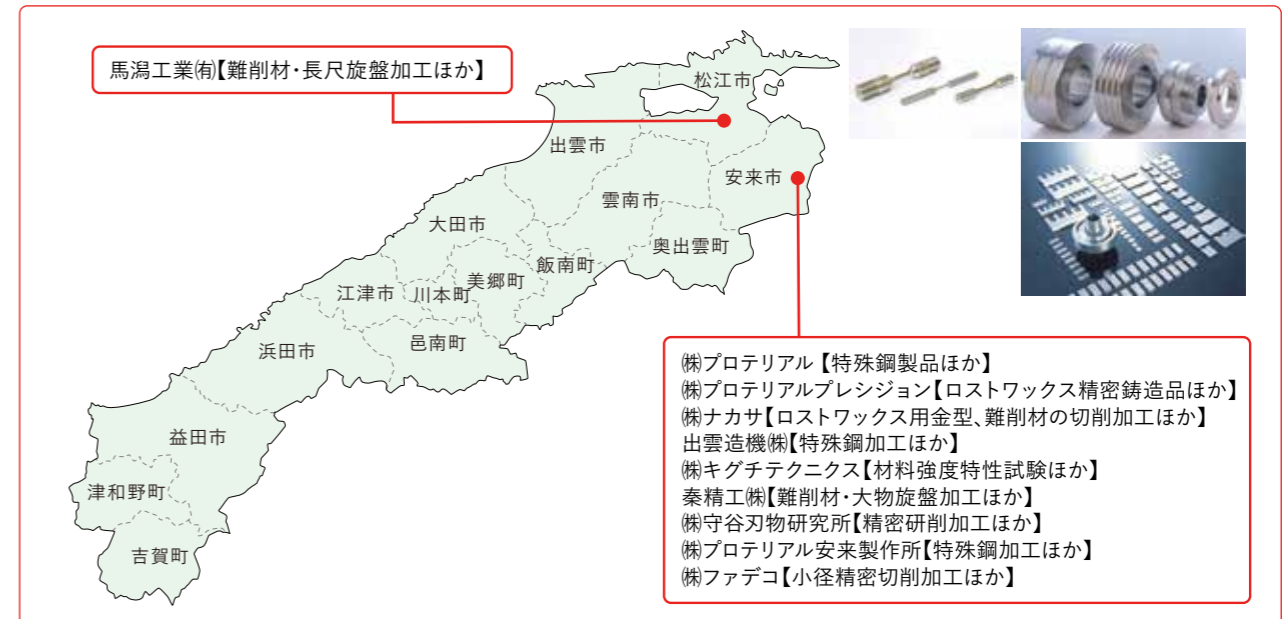 馬潟工業㈲【難削材・長尺旋盤加工ほか】
松江市
出雲市
安来市
雲南市
大田市
奥出雲町
飯南町
美郷町
江津市
川本町
邑南町
浜田市
益田市
津和野町
吉賀町
㈱プロテリアル【特殊鋼製品ほか】
㈱プロテリアルプレシジョン【ロストワックス精密鋳造品ほか】
㈱ナカサ【ロストワックス用金型、難削材の切削加工ほか】
出雲造機㈱【特殊鋼加工ほか】
㈱キグチテクニクス【材料強度特性試験ほか】
秦精工㈱【難削材・大物旋盤加工ほか】
㈱守谷刃物研究所【精密研削加工ほか】
㈱プロテリアル安来製作所【特殊鋼加工ほか】
㈱ファデコ【小径精密切削加工ほか】